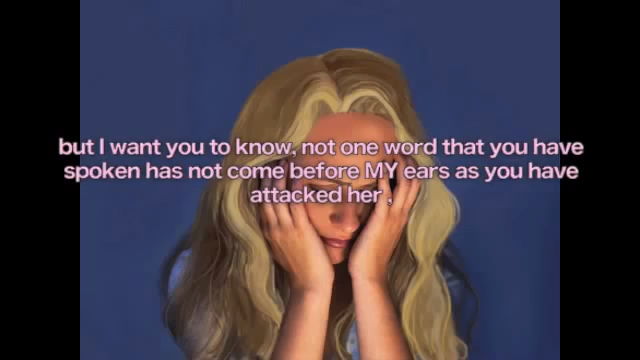 but I want you to know, not one word that you have
spoken has not come before MY ears as you have
attacked her ,